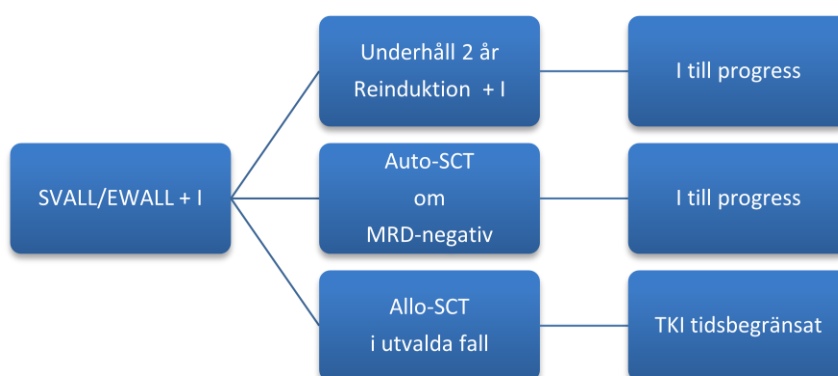 Underhåll 2 år
Reinduktion + I
I till progress
SVALL/EWALL + I
Auto-SCT
om
MRD-negativ
I till progress
Allo-SCT
i utvalda fall
TKI tidsbegränsat